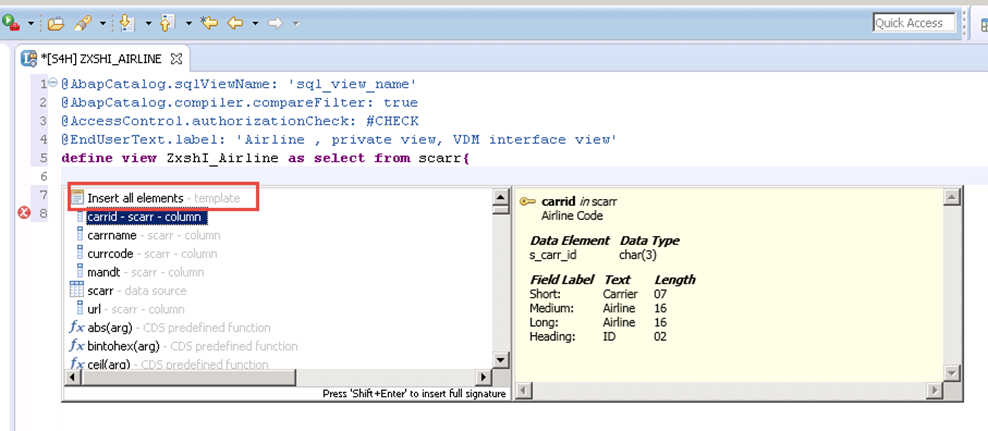 Quick Access
*[S4H] ZXSHI_AIRLINE
1 @AbapCatalog.sqlViewName: 'sql_view_name'
2 @AbapCatalog.compiler.compareFilter: true
3 @AccessControl.authorizationCheck: #CHECK
4 @EndUserText.label: 'Airline , private view, VDM interface view'
5 define view ZxshI_Airline as select from scarr{
6
7
8
Insert all elements - template
carrid - scarr - column
carrname - scarr - column
currcode - scarr - column
mandt - scarr - column
scarr - data source
url - scarr - column
fx abs(arg) - CDS predefined function
fx bintohex(arg) - CDS predefined function
fx ceil(arg) - CDS predefined function
Press 'Shift+Enter' to insert full signature
carrid in scarr
Airline Code
Data Element Data Type
s_carr_id char(3)
Field Label Text Length
Short: Carrier 07
Medium: Airline 16
Long: Airline 16
Heading: ID 02